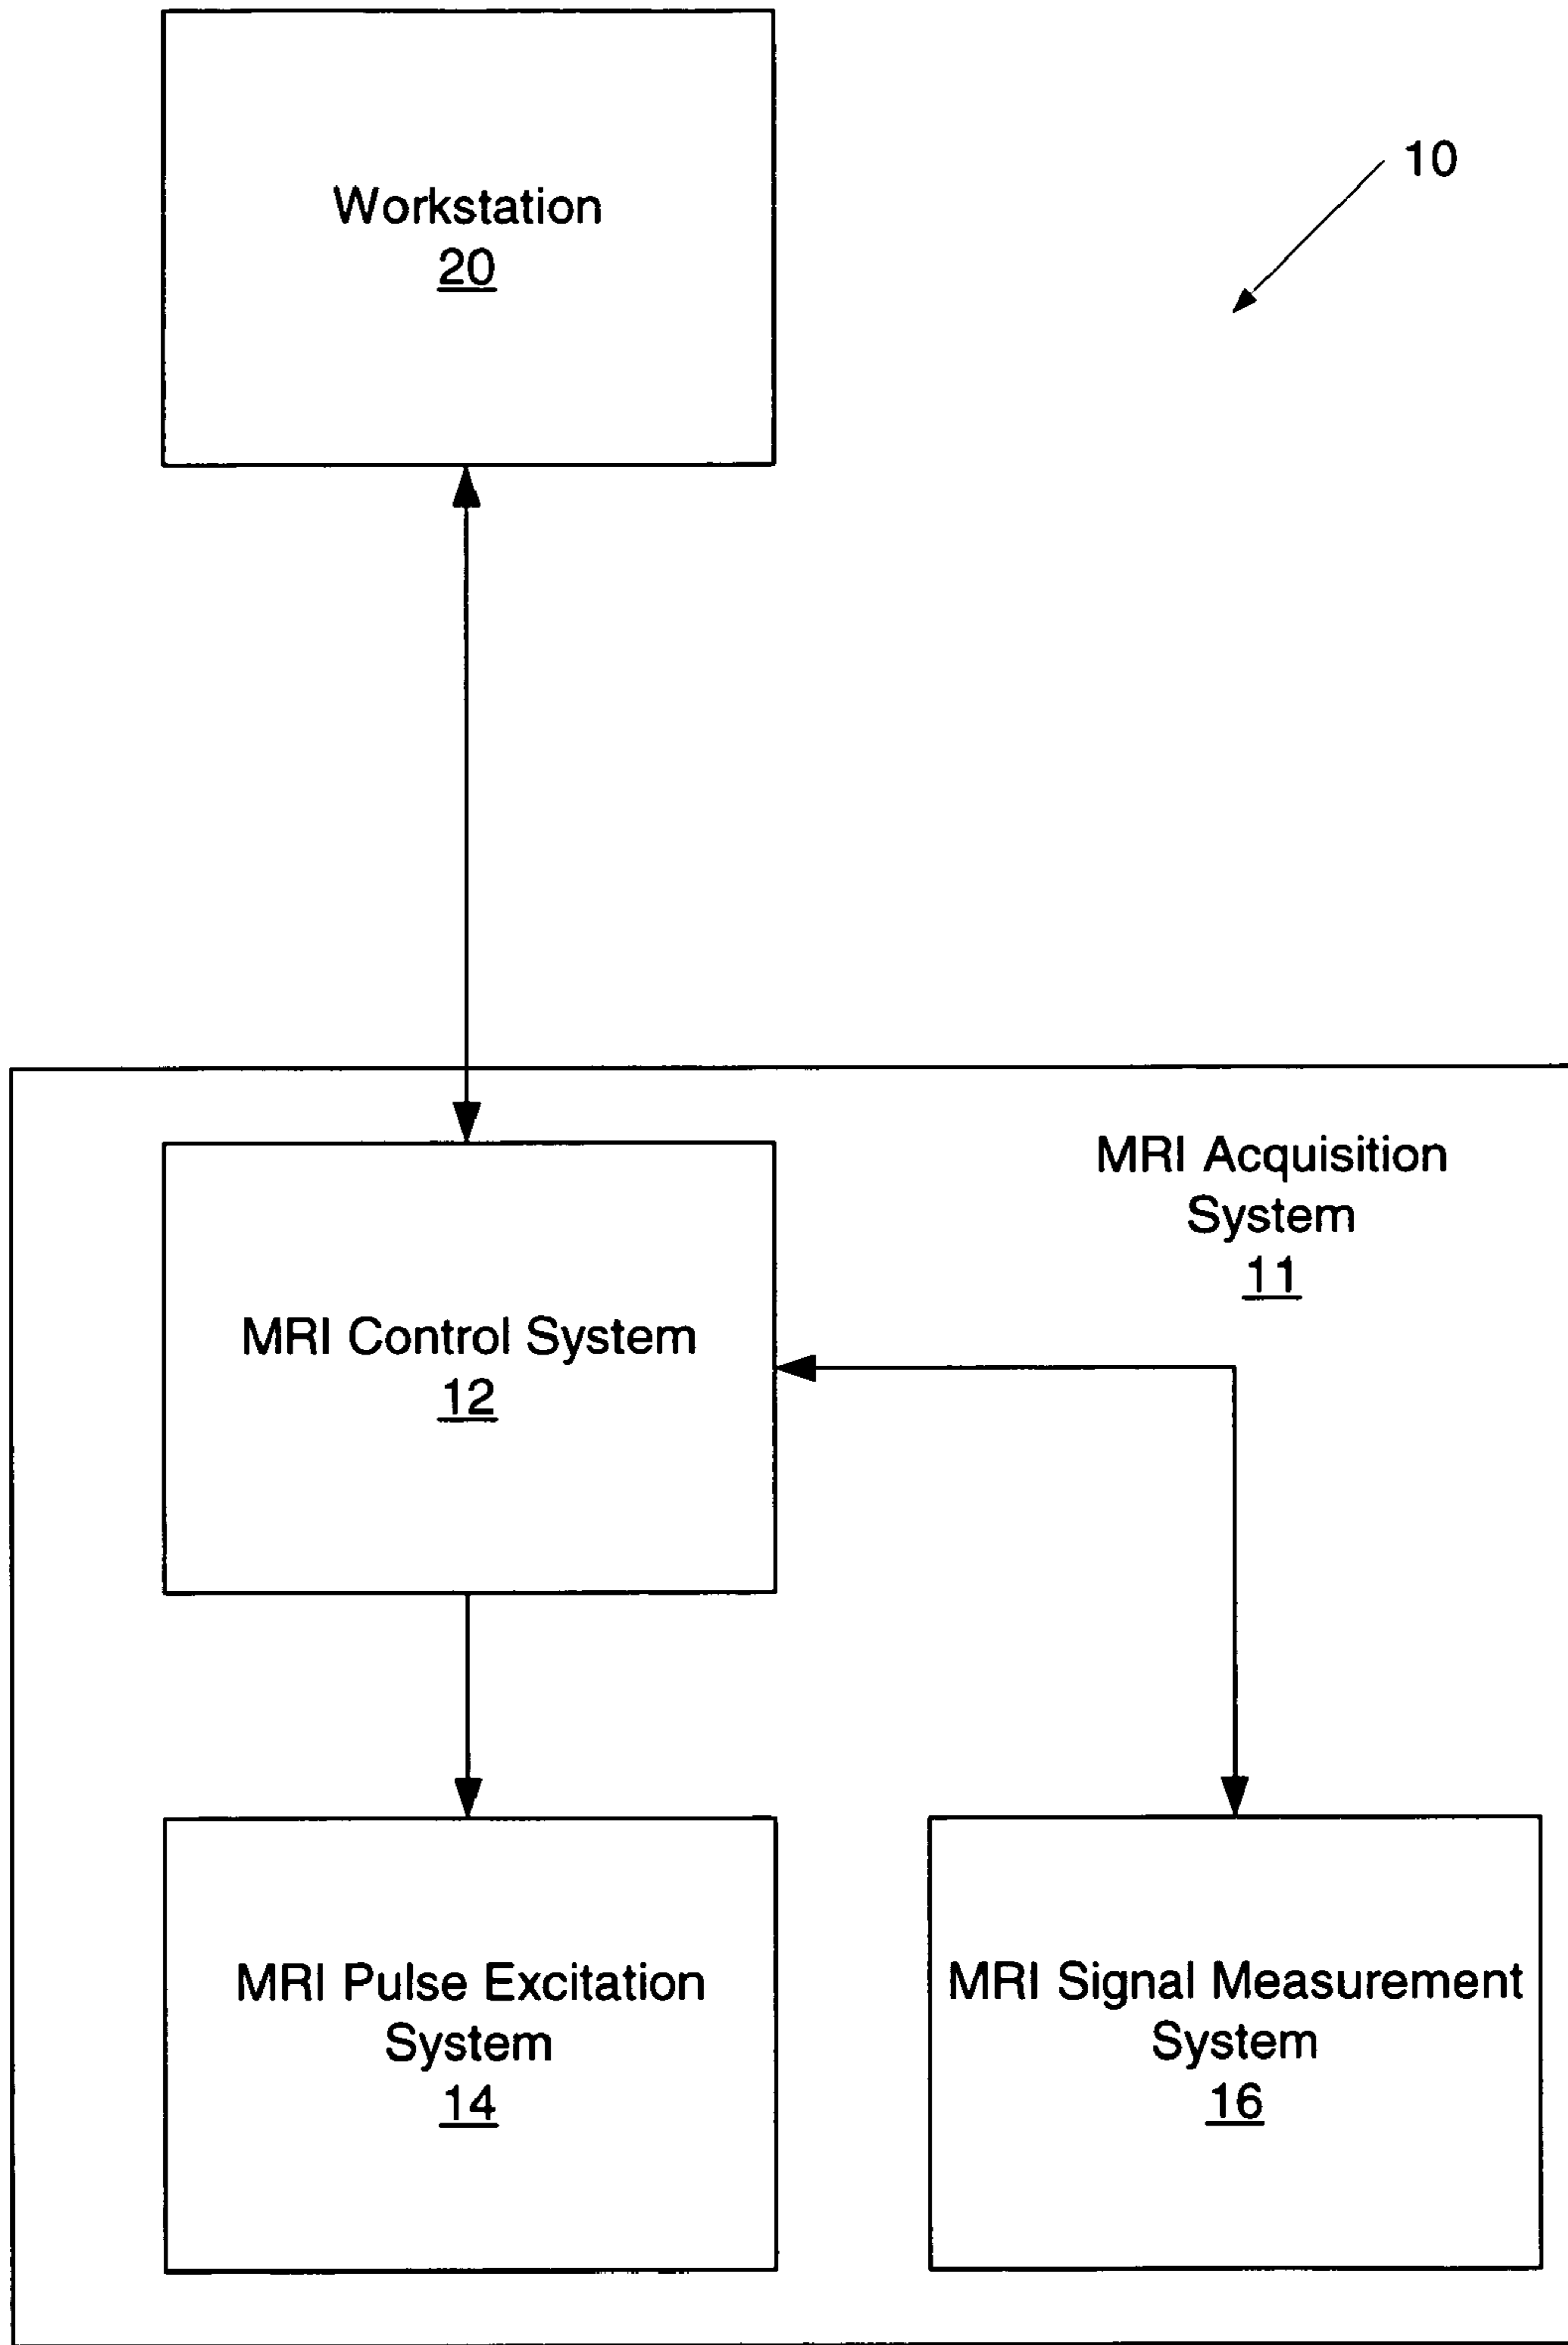 Workstation
20
10
MRI Acquisition
System
11
MRI Control System
12
MRI Pulse Excitation
System
14
MRI Signal Measurement
System
16